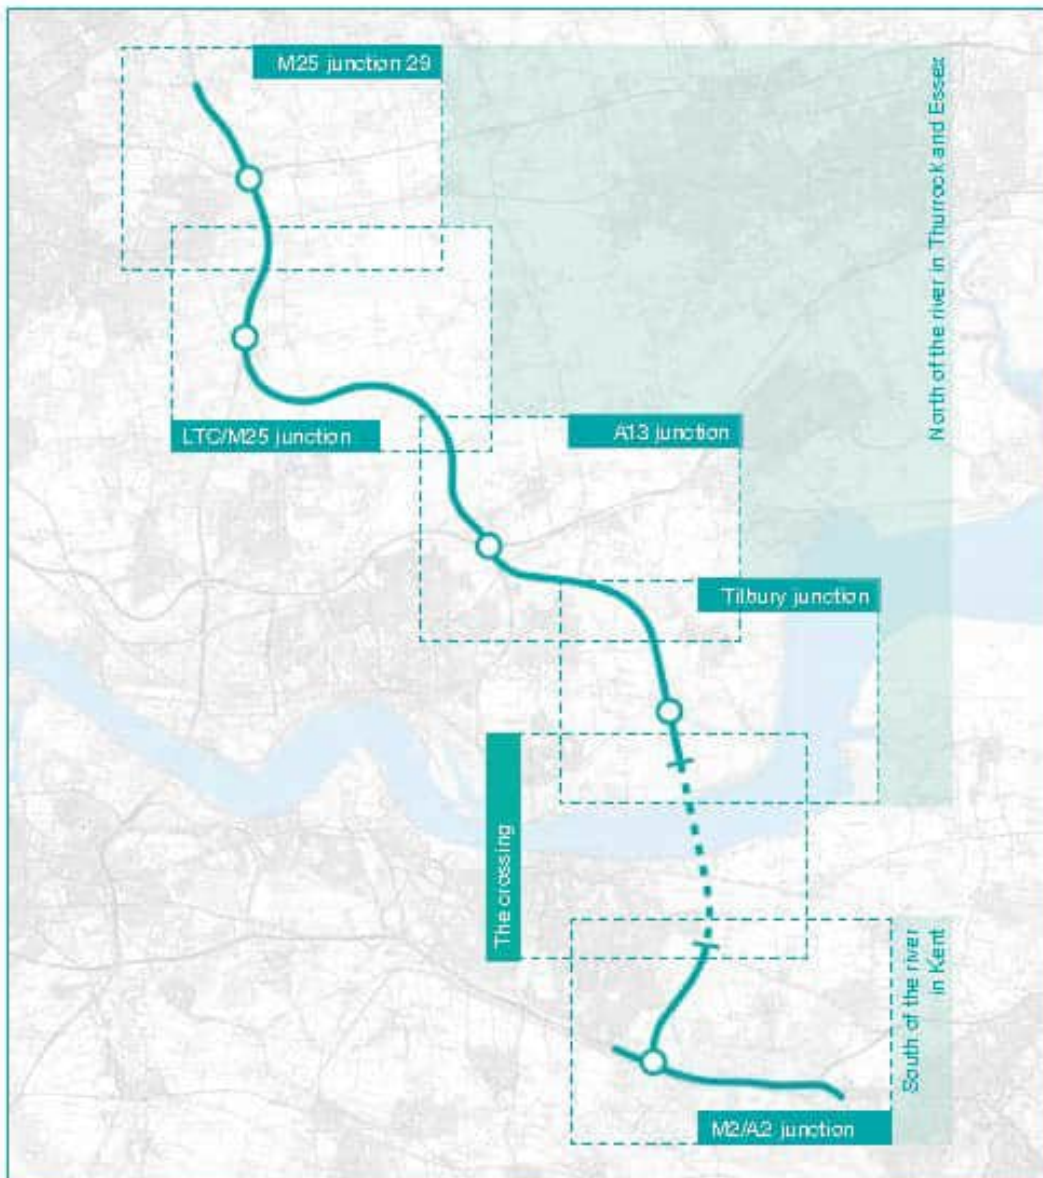 M25 junction 29
North of the river in Thurrock and Essex
LTC/M25 junction
A13 junction
Tilbury junction
The crossing
South of the river
in Kent
M2/A2 junction